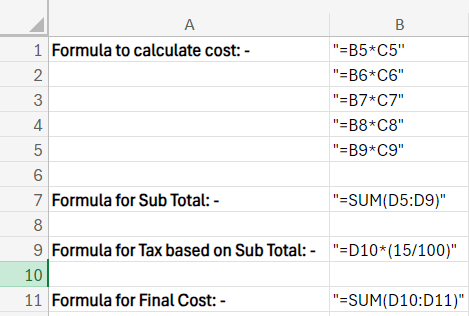 A B
1 Formula to calculate cost: - "=B5*C5"
2 "=B6*C6"
3 "=B7*C7"
4 "=B8*C8"
5 "=B9*C9"
6
7 Formula for Sub Total: - "=SUM(D5:D9)"
8
9 Formula for Tax based on Sub Total: - "=D10*(15/100)"
10
11 Formula for Final Cost: - "=SUM(D10:D11)"